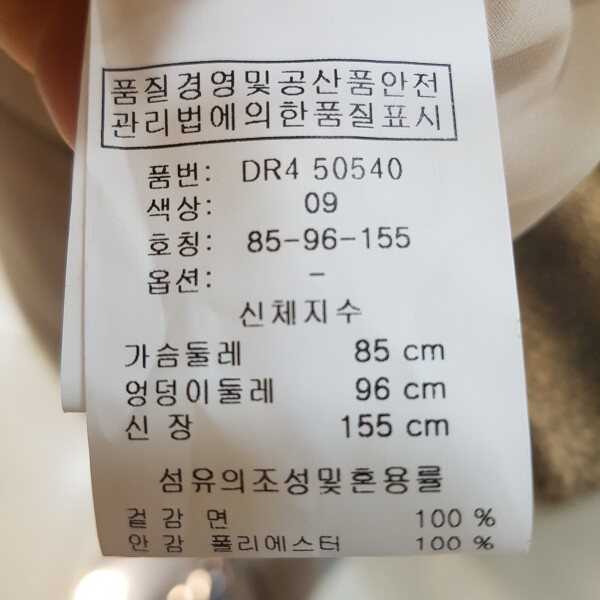 품질경영및공산품안전
관리법에의한품질표시
품번: DR4 50540
색상: 09
호칭: 85-96-155
옵션: -
신체지수
가슴둘레 85 cm
엉덩이둘레 96 cm
신 장 155 cm
섬유의조성및혼용률
겉감 면 100 %
안감 폴리에스터 100 %